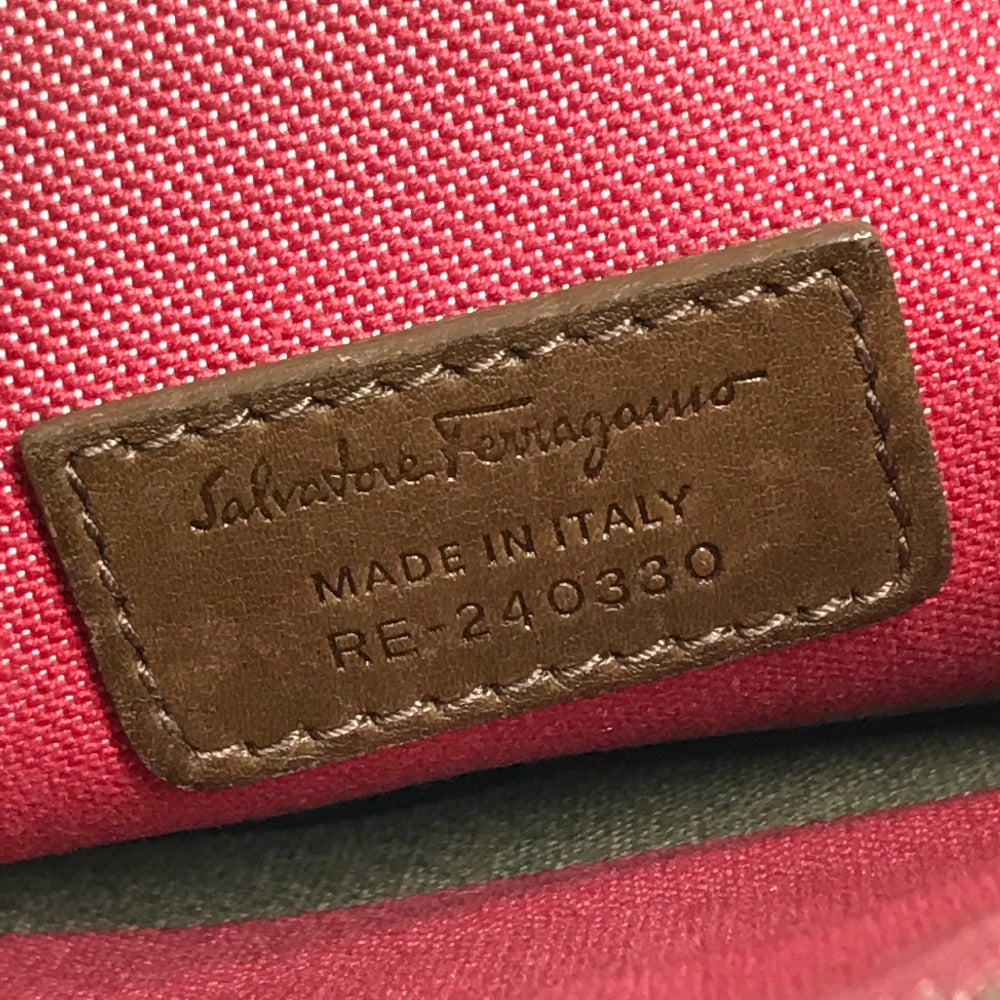 Salvatore Ferragamo
MADE IN ITALY
RE-240330